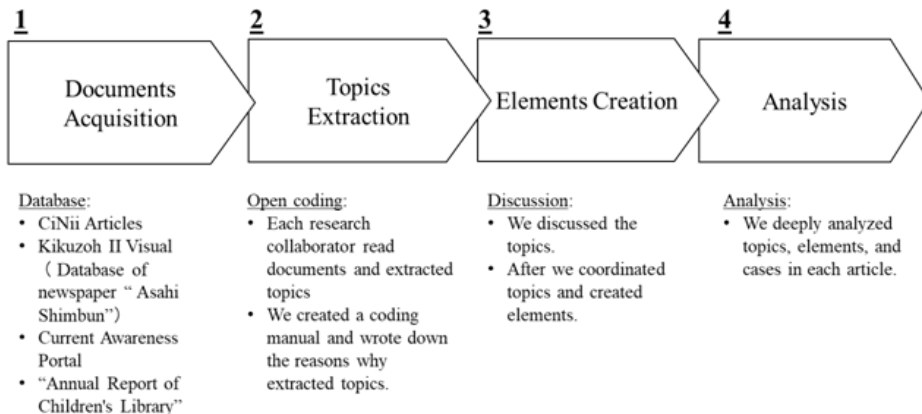 1
Documents
Acquisition
2
Topics
Extraction
3
Elements Creation
4
Analysis
Database:
• CiNii Articles
• Kikuzoh II Visual
( Database of
newspaper “ Asahi
Shimbun”)
• Current Awareness
Portal
• “Annual Report of
Children's Library”
Open coding:
• Each research
collaborator read
documents and extracted
topics
• We created a coding
manual and wrote down
the reasons why
extracted topics.
Discussion:
• We discussed the
topics.
• After we coordinated
topics and created
elements.
Analysis:
• We deeply analyzed
topics, elements, and
cases in each article.